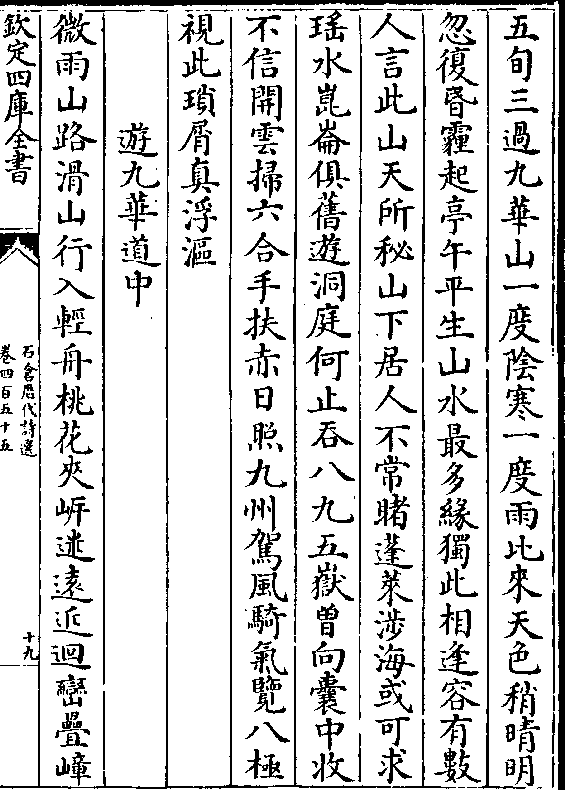 五旬三過九華山一度陰寒一度雨此來天色稍晴明
忽復昏霾起亭午平生山水最多緣獨此相逢容有數
人言此山天所秘山下居人不常睹蓬萊涉海或可求
瑤水崑崙俱舊遊洞庭何止吞八九五嶽曾向囊中收
不信開雲掃六合手扶赤日照九州駕風騎氣覽八極
視此瑣屑真浮漚
遊九華道中
微雨山路滑山行入輕舟桃花夾岸迷遠近迴巒疊嶂
欽定四庫全書
石倉歷代詩選
卷四百五十五
十九